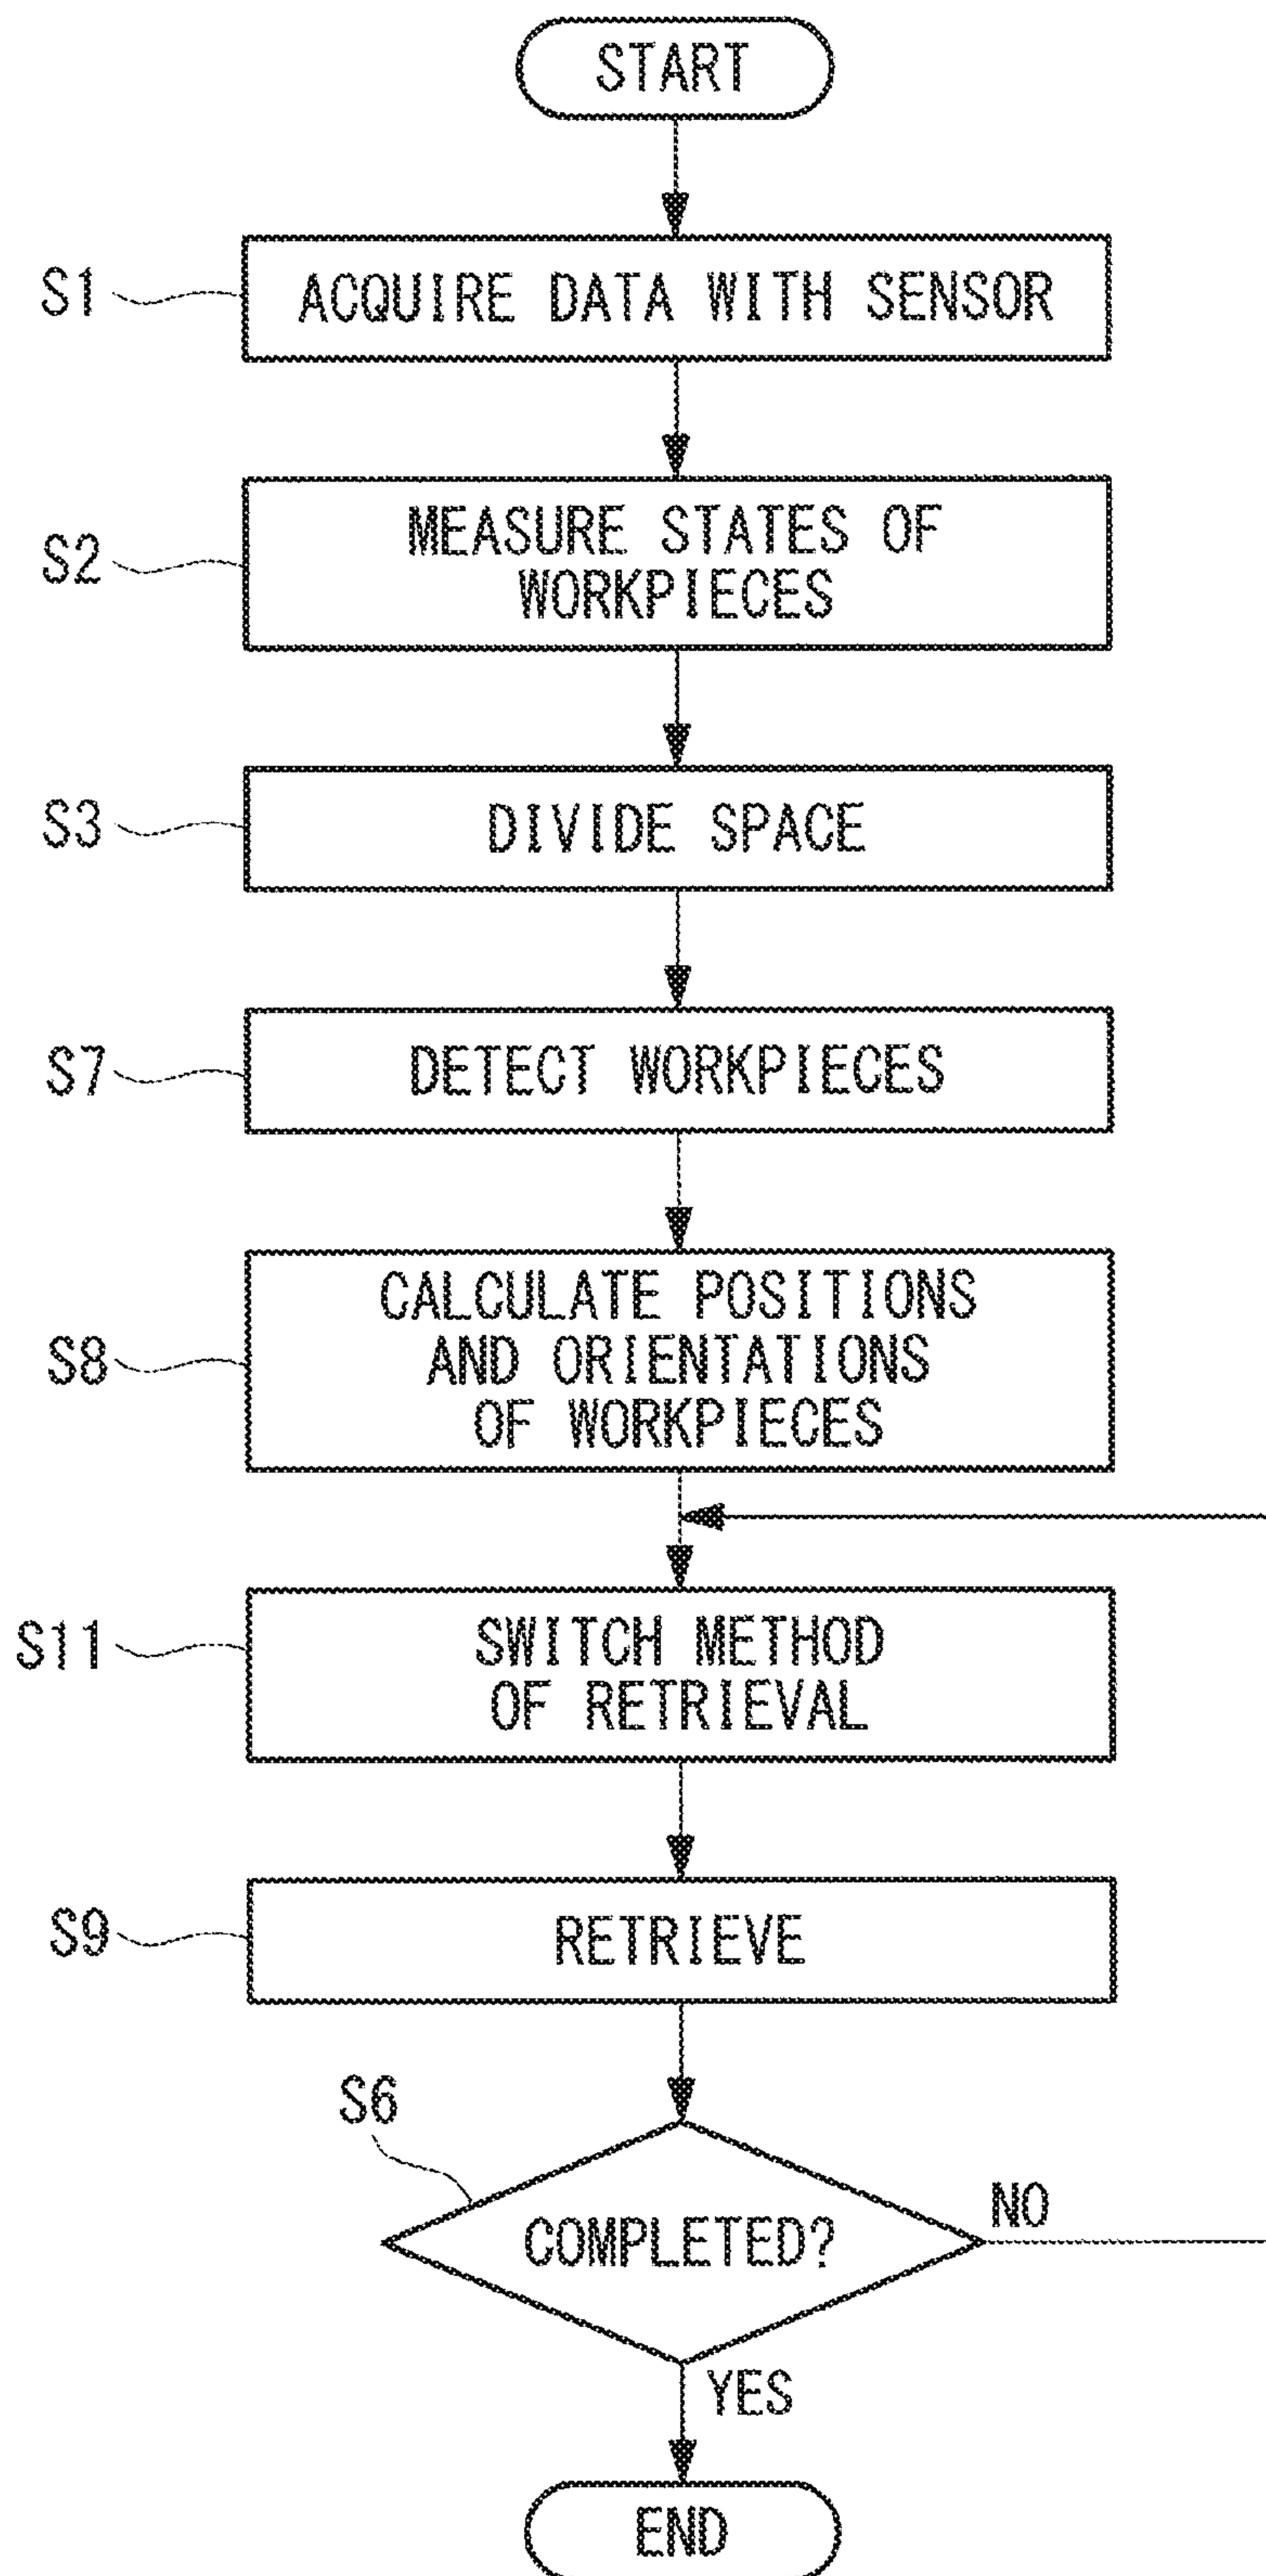 START
S1
ACQUIRE DATA WITH SENSOR
S2
MEASURE STATES OF
WORKPIECES
S3
DIVIDE SPACE
S7
DETECT WORKPIECES
S8
CALCULATE POSITIONS
AND ORIENTATIONS
OF WORKPIECES
S11
SWITCH METHOD
OF RETRIEVAL
S9
RETRIEVE
S6
COMPLETED?
NO
YES
END